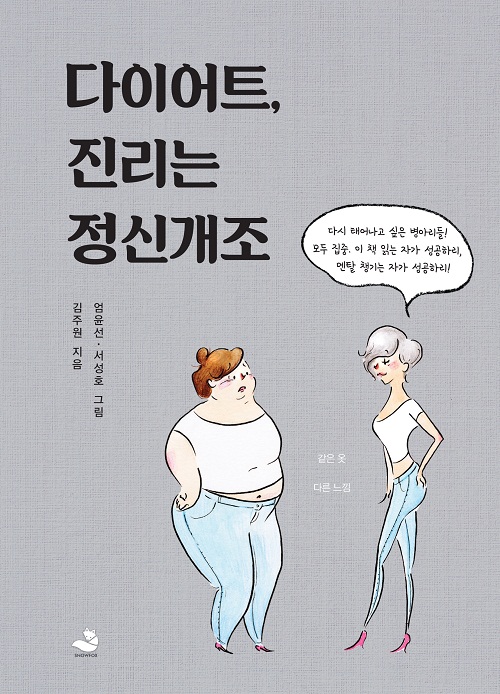 다이어트,
진리는
정신개조
다시 태어나고 싶은 병아리들!
모두 집중. 이 책 읽는 자가 성공하리,
멘탈 챙기는 자가 성공하리!
엄윤선·서성호 그림
김주원 지음
같은 옷
다른 느낌
SNOWFOX